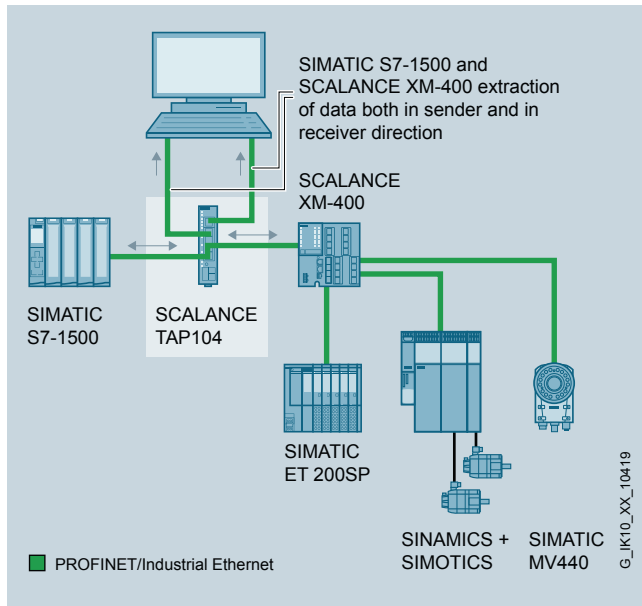 SIMATIC S7-1500 and
SCALANCE XM-400 extraction
of data both in sender and in
receiver direction
SCALANCE
XM-400
SIMATIC
S7-1500
SCALANCE
TAP104
SIMATIC
ET 200SP
SINAMICS +
SIMOTICS
SIMATIC
MV440
PROFINET/Industrial Ethernet
G_IK10_XX_10419